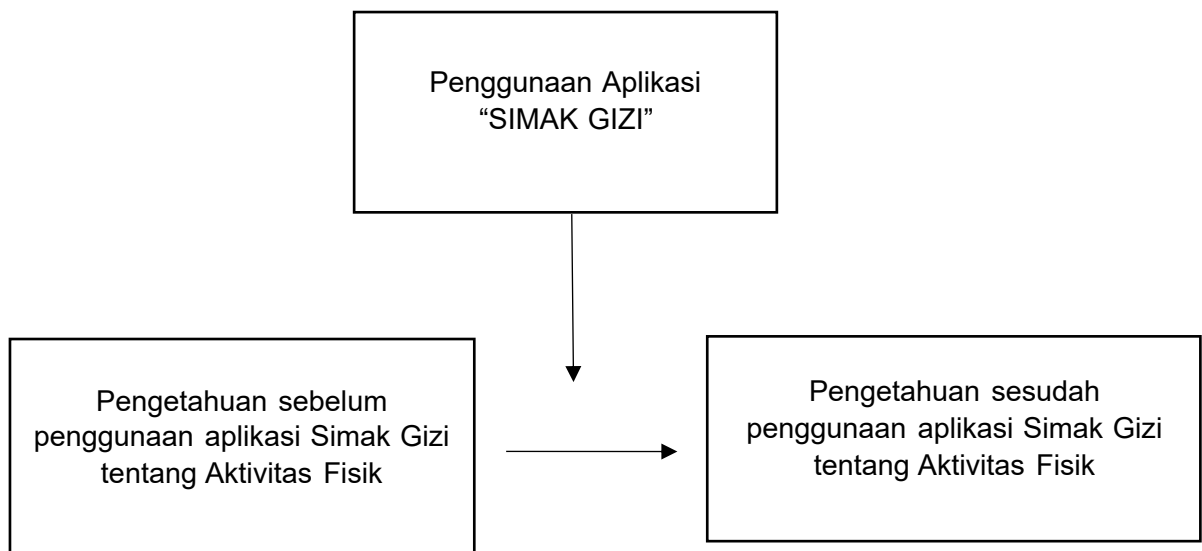 Penggunaan Aplikasi
“SIMAK GIZI”
Pengetahuan sebelum
penggunaan aplikasi Simak Gizi
tentang Aktivitas Fisik
Pengetahuan sesudah
penggunaan aplikasi Simak Gizi
tentang Aktivitas Fisik